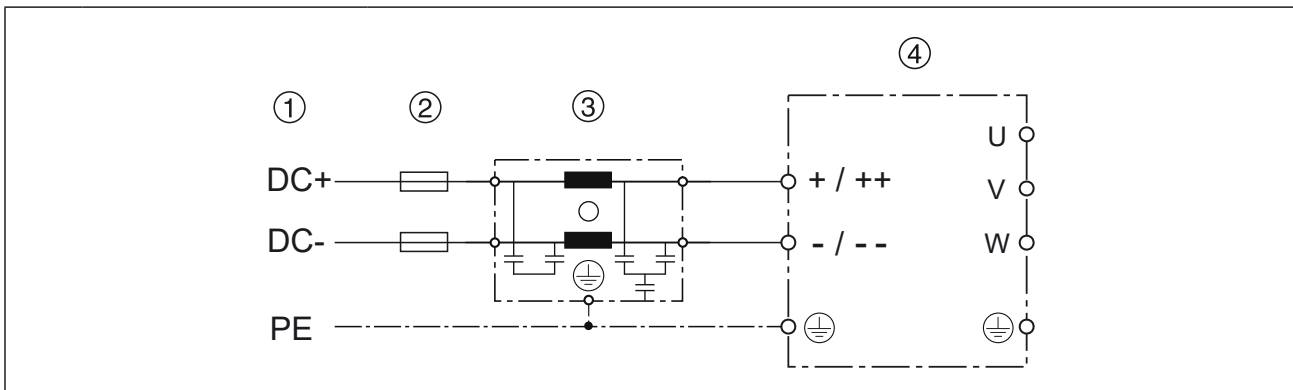 ④
① ② ③
U
DC+ + / ++
V
DC- - / - -
W
PE